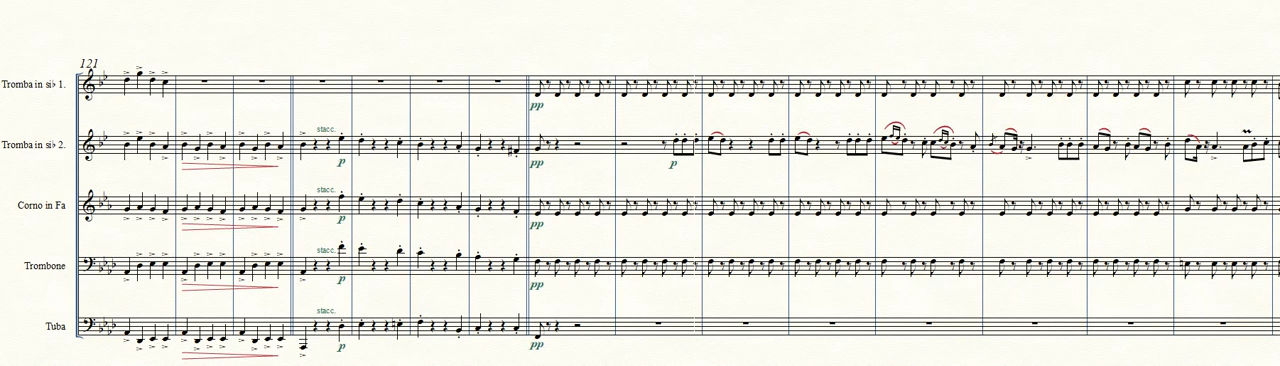 121
Tromba in si♭ 1.
pp
stacc.
Tromba in si♭ 2.
p
pp
p
stacc.
Corno in Fa
p
pp
stacc.
Trombone
p
pp
stacc.
Tuba
p
pp